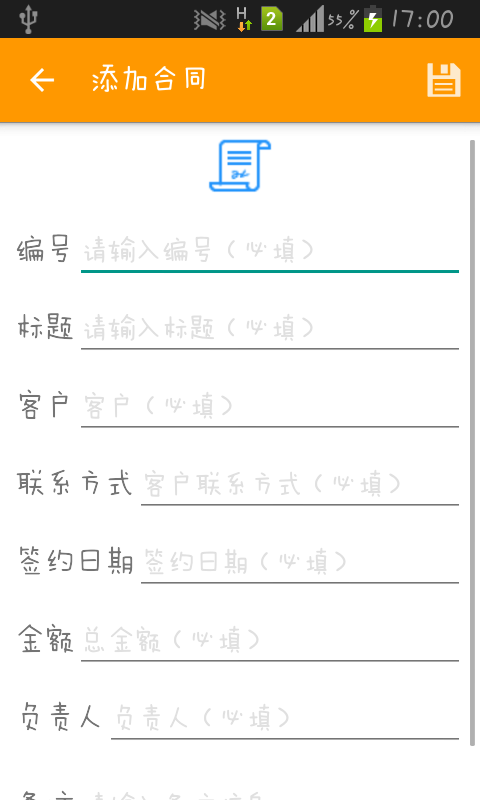 H 2 55% 17:00
添加合同
编号 请输入编号（必填）
标题 请输入标题（必填）
客户 客户（必填）
联系方式 客户联系方式（必填）
签约日期 签约日期（必填）
金额 总金额（必填）
负责人 负责人（必填）